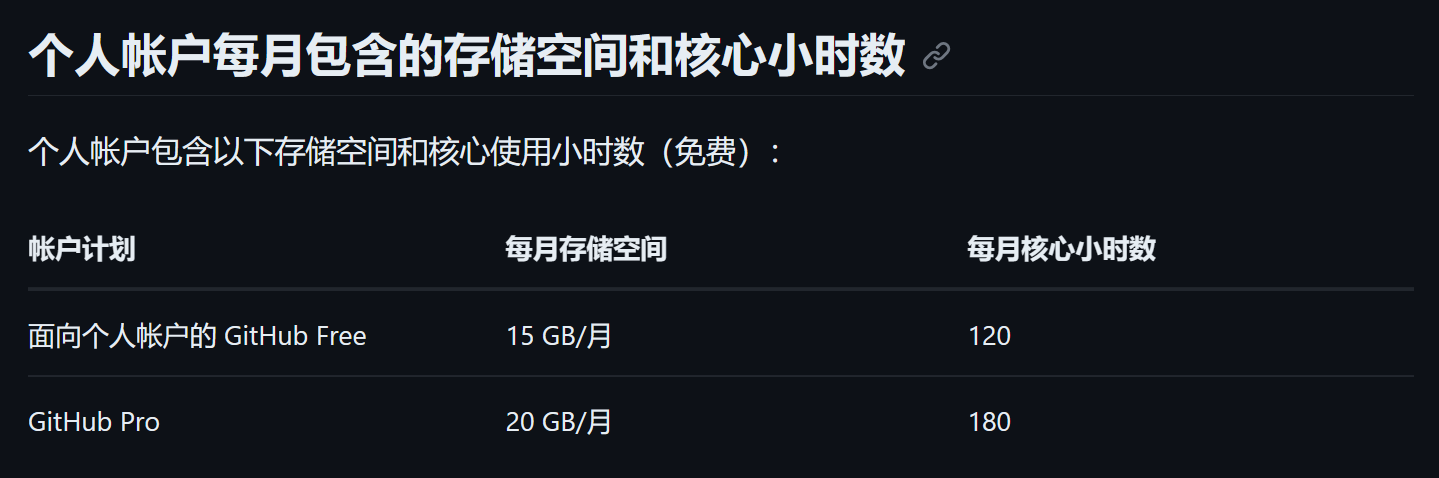 个人帐户每月包含的存储空间和核心小时数
个人帐户包含以下存储空间和核心使用小时数（免费）：
帐户计划 每月存储空间 每月核心小时数
面向个人帐户的 GitHub Free 15 GB/月 120
GitHub Pro 20 GB/月 180